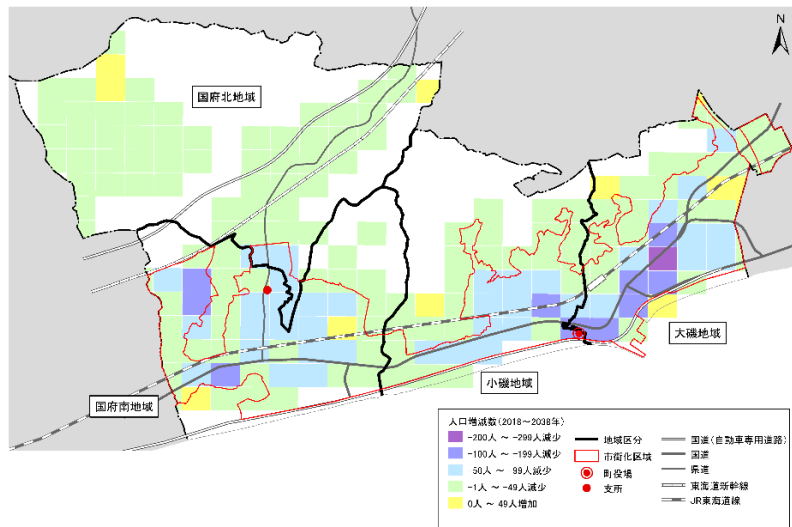 N
国府北地域
大磯地域
小磯地域
国府南地域
人口増減数(2018~2038年)
-200人 ~ -299人減少
-100人 ~ -199人減少
-50人 ~ -99人減少
-1人 ~ -49人減少
0人 ~ 49人増加
地域区分
市街化区域
町役場
支所
国道(自動車専用道路)
国道
県道
東海道新幹線
JR東海道線